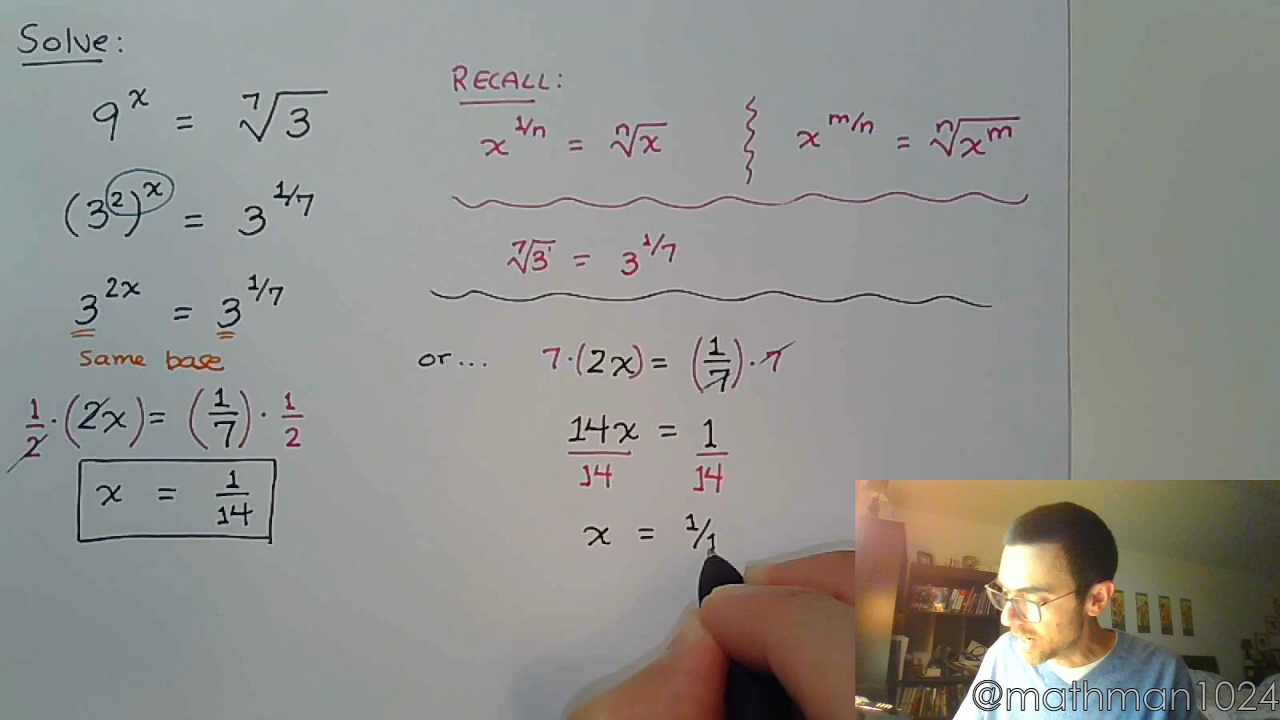 Solve:
9^x = ⁷√3
(3^2)^x = 3^1/7
3^2x = 3^1/7
Same base
1/2 · (2x) = (1/7) · 1/2
x = 1/14
RECALL:
x^1/n = ⁿ√x
x^m/n = ⁿ√x^m
⁷√3 = 3^1/7
or... 7·(2x) = (1/7) · 7
14x/14 = 1/14
x = 1/1
@mathman1024